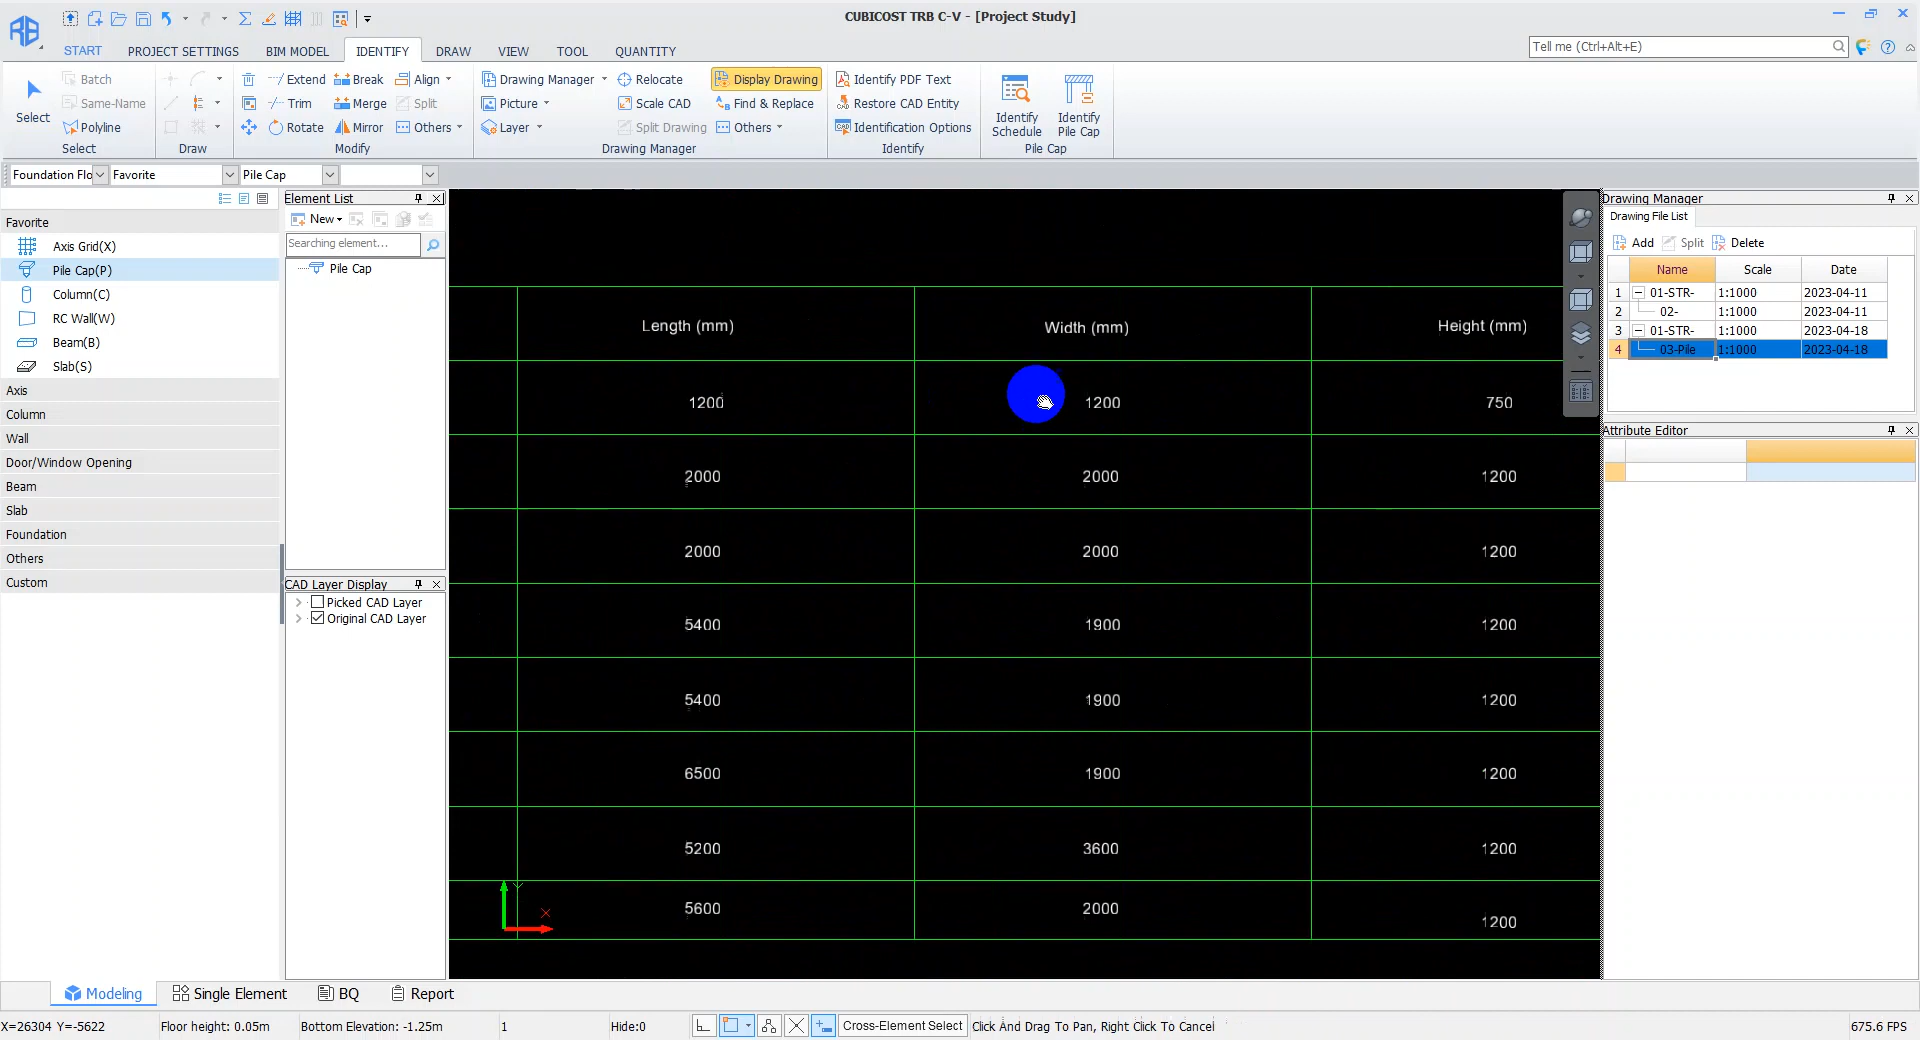 CUBICOST TRB C-V - [Project Study]
START PROJECT SETTINGS BIM MODEL IDENTIFY DRAW VIEW TOOL QUANTITY
Tell me (Ctrl+Alt+E)
Select
Batch
Same-Name
Polyline
Select
Draw
Extend Break Align
Trim Merge Split
Rotate Mirror Others
Modify
Drawing Manager Relocate Display Drawing
Picture Scale CAD Find & Replace
Layer Split Drawing Others
Drawing Manager
Identify PDF Text
Restore CAD Entity
Identification Options
Identify
Identify Schedule
Identify Pile Cap
Pile Cap
Foundation Flo Favorite Pile Cap
Favorite
Axis Grid(X)
Pile Cap(P)
Column(C)
RC Wall(W)
Beam(B)
Slab(S)
Axis
Column
Wall
Door/Window Opening
Beam
Slab
Foundation
Others
Custom
Element List
New
Searching element...
Pile Cap
CAD Layer Display
Picked CAD Layer
Original CAD Layer
Length (mm) Width (mm) Height (mm)
1200 1200 750
2000 2000 1200
2000 2000 1200
5400 1900 1200
5400 1900 1200
6500 1900 1200
5200 3600 1200
5600 2000 1200
X
Drawing Manager
Drawing File List
Add Split Delete
Name Scale Date
1 01-STR- 1:1000 2023-04-11
2 02- 1:1000 2023-04-11
3 01-STR- 1:1000 2023-04-18
4 03-Pile 1:1000 2023-04-18
Attribute Editor
Modeling Single Element BQ Report
X=26304 Y=-5622 Floor height: 0.05m Bottom Elevation: -1.25m 1 Hide:0 Cross-Element Select Click And Drag To Pan, Right Click To Cancel 675.6 FPS